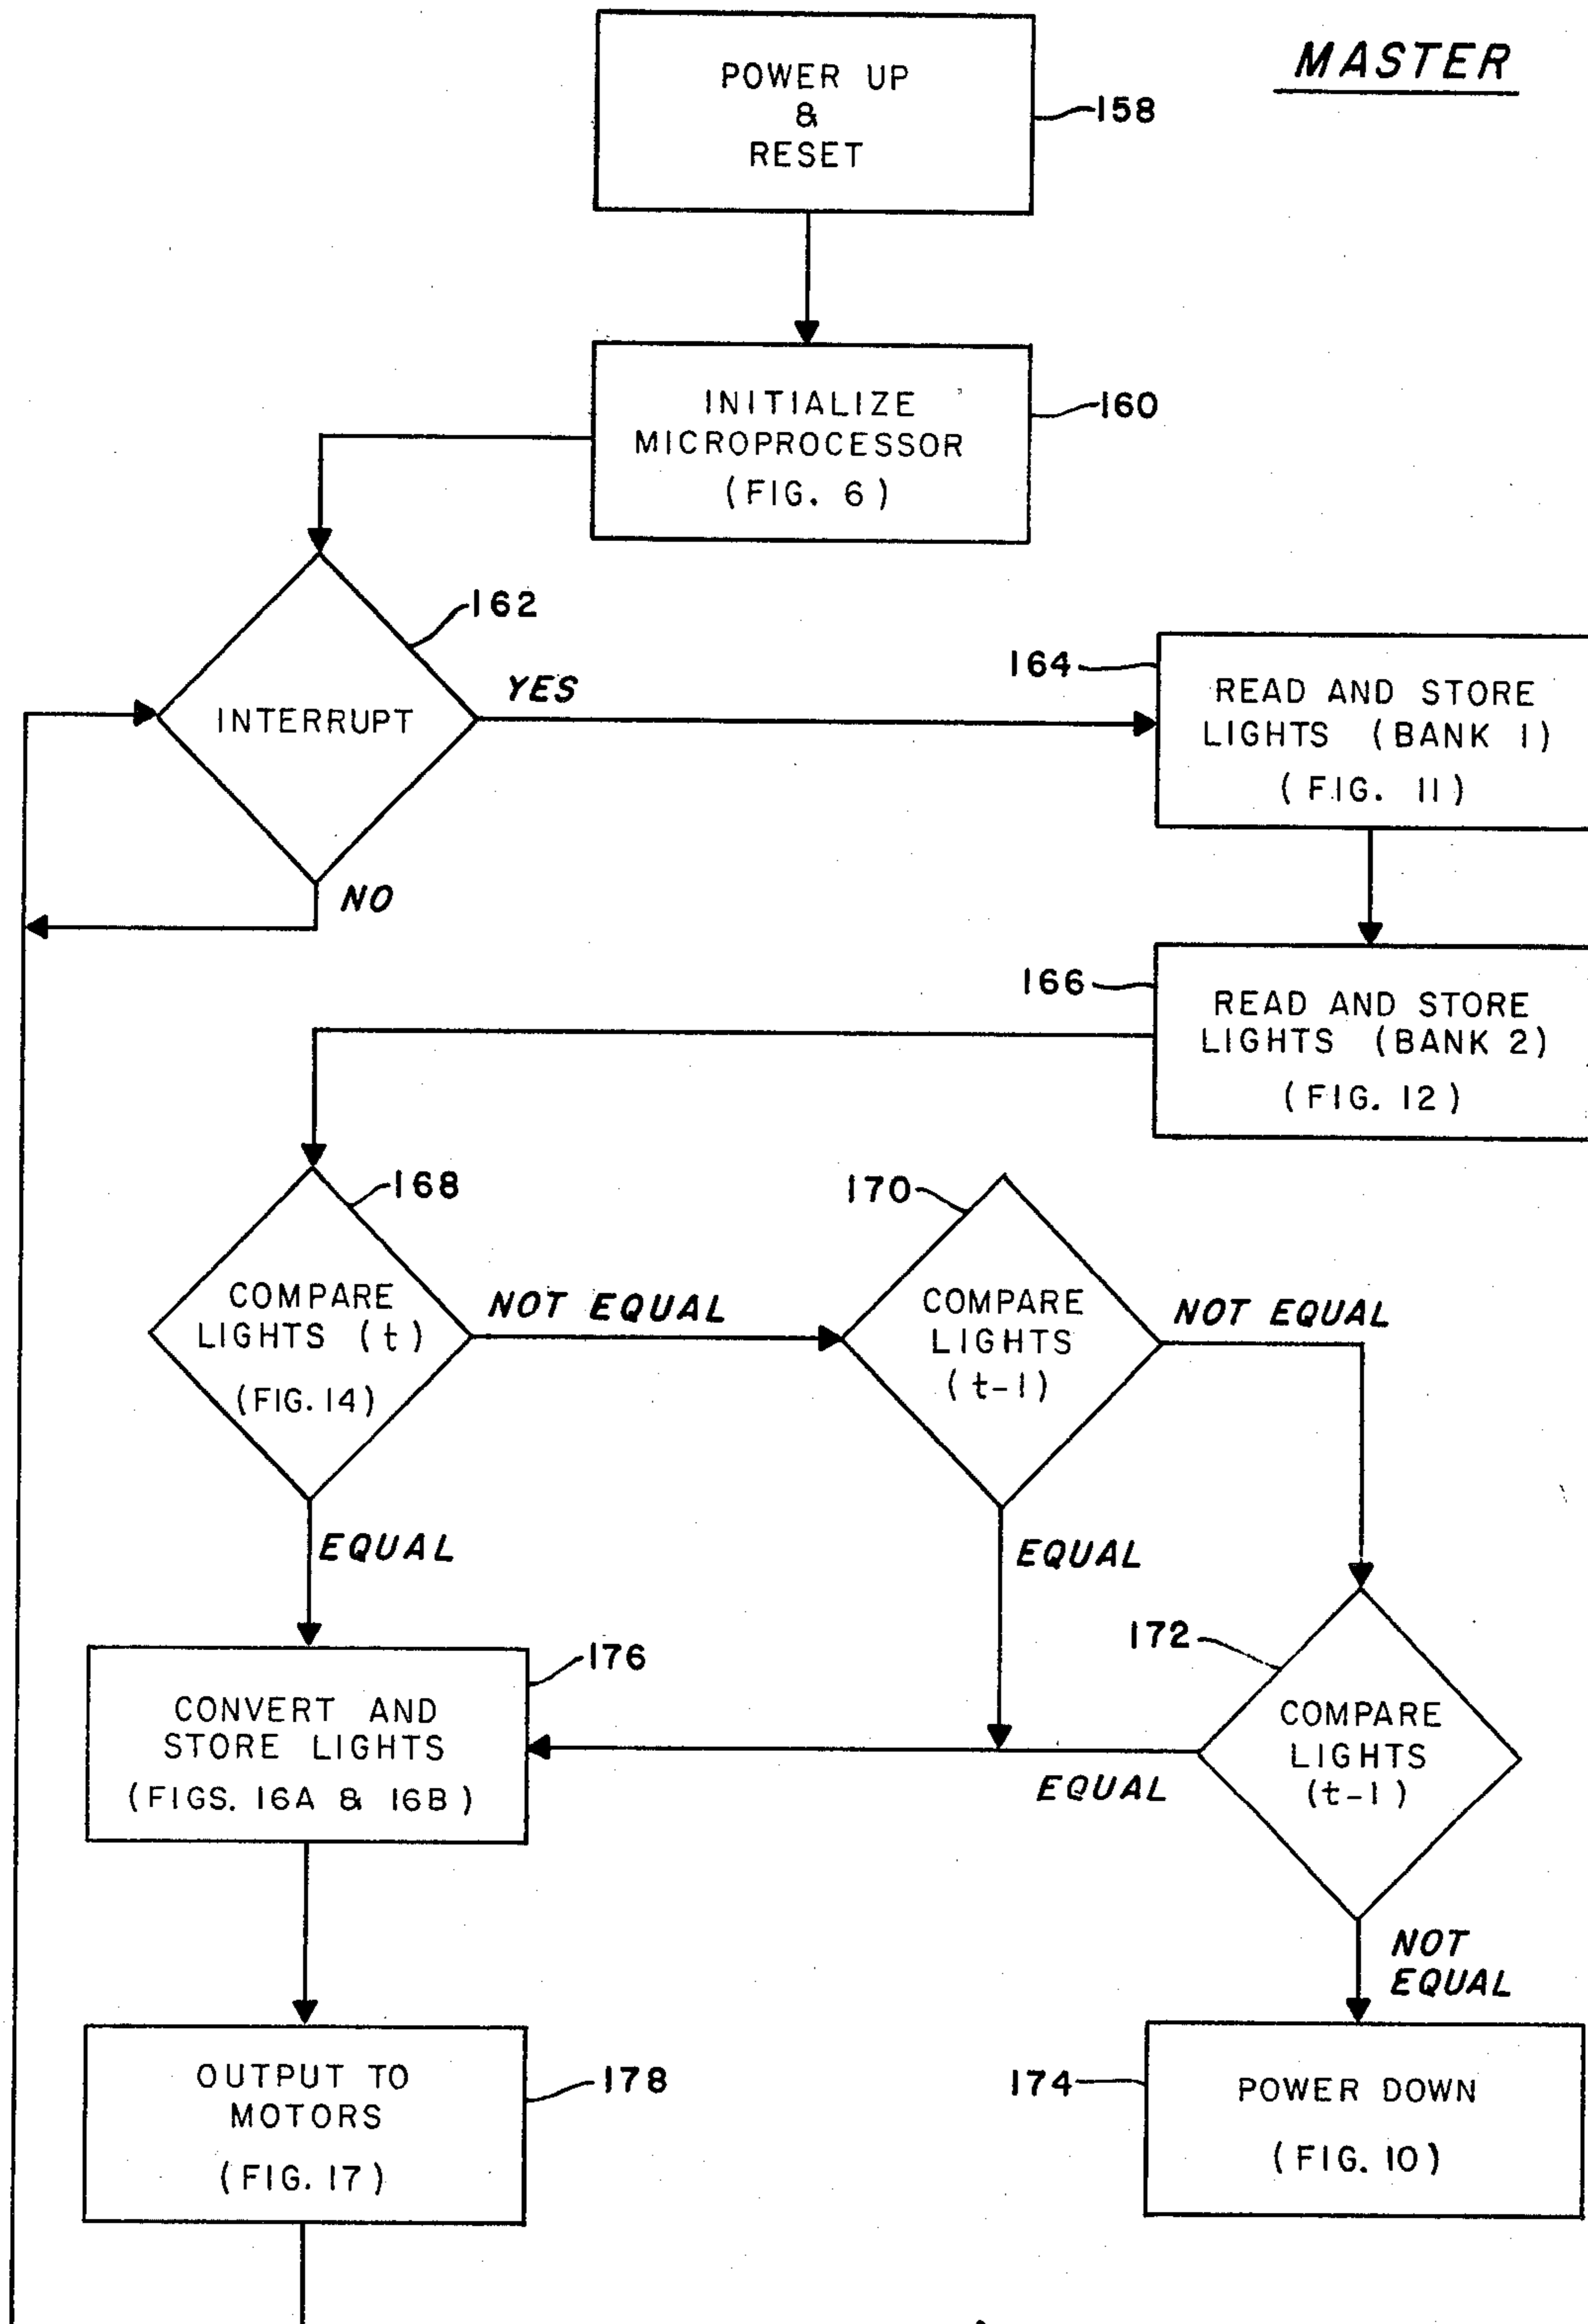 MASTER
POWER UP
&
RESET
158
INITIALIZE
MICROPROCESSOR
(FIG. 6)
160
162
INTERRUPT
YES
NO
164
READ AND STORE
LIGHTS (BANK 1)
(FIG. 11)
166
READ AND STORE
LIGHTS (BANK 2)
(FIG. 12)
168
COMPARE
LIGHTS (t)
(FIG. 14)
NOT EQUAL
EQUAL
170
COMPARE
LIGHTS
(t-1)
NOT EQUAL
EQUAL
172
COMPARE
LIGHTS
(t-1)
EQUAL
NOT
EQUAL
176
CONVERT AND
STORE LIGHTS
(FIGS. 16A & 16B)
178
OUTPUT TO
MOTORS
(FIG. 17)
174
POWER DOWN
(FIG. 10)